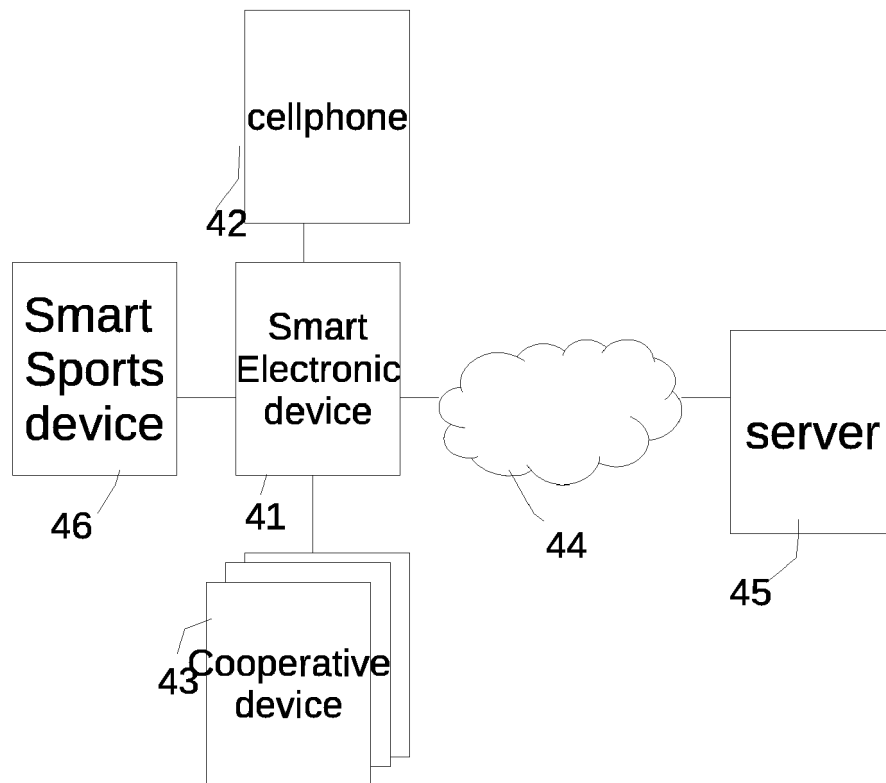 cellphone
42
Smart
Sports
device
46
Smart
Electronic
device
41
44
server
45
43
Cooperative
device